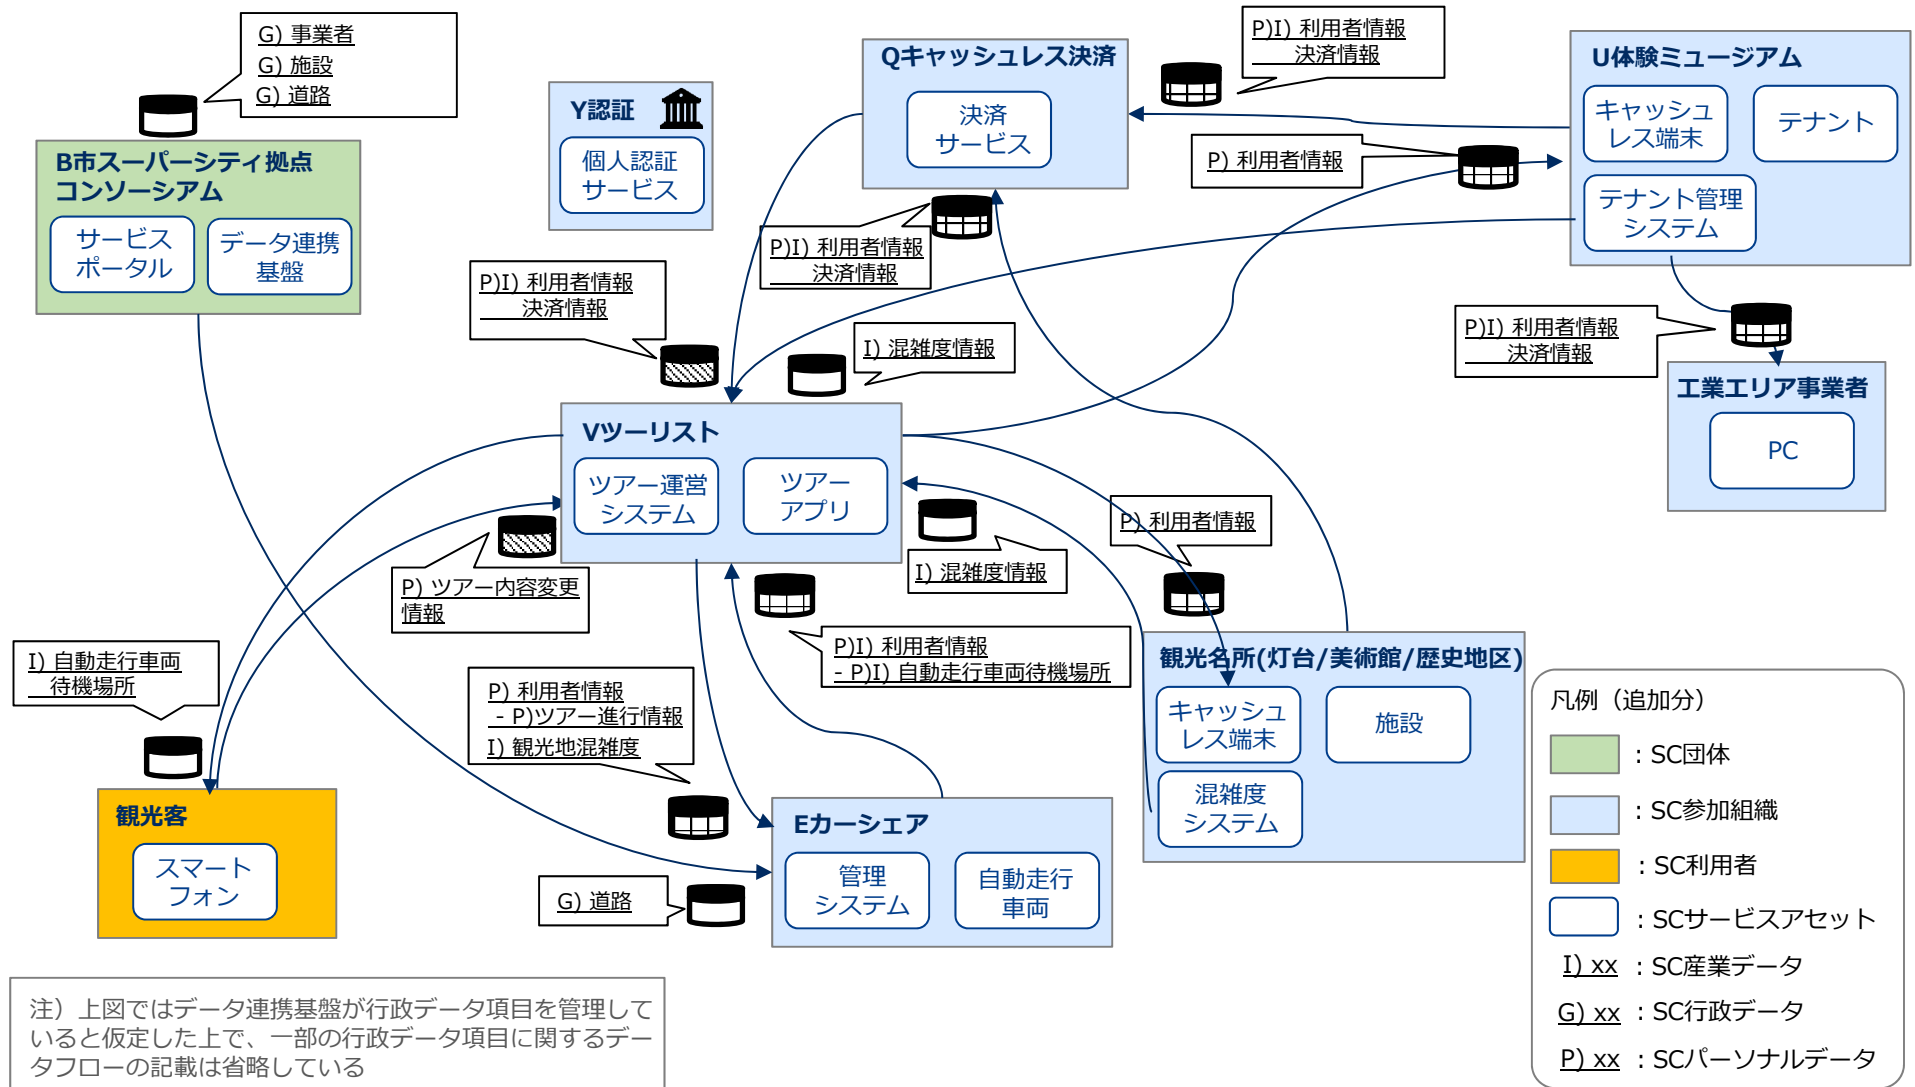 G) 事業者
G) 施設
G) 道路
B市スーパーシティ拠点
コンソーシアム
サービス
ポータル
データ連携
基盤
Y認証
個人認証
サービス
Qキャッシュレス決済
決済
サービス
P)I) 利用者情報
決済情報
U体験ミュージアム
キャッシュ
レス端末
テナント
テナント管理
システム
P) 利用者情報
P)I) 利用者情報
決済情報
P)I) 利用者情報
決済情報
I) 混雑度情報
P)I) 利用者情報
決済情報
工業エリア事業者
PC
Vツーリスト
ツアー運営
システム
ツアー
アプリ
P) ツアー内容変更
情報
I) 混雑度情報
P) 利用者情報
I) 自動走行車両
待機場所
P) 利用者情報
- P)ツアー進行情報
I) 観光地混雑度
P)I) 利用者情報
- P)I) 自動走行車両待機場所
観光名所(灯台/美術館/歴史地区)
キャッシュ
レス端末
施設
混雑度
システム
観光客
スマート
フォン
Eカーシェア
管理
システム
自動走行
車両
G) 道路
凡例（追加分）
：SC団体
：SC参加組織
：SC利用者
：SCサービスアセット
I) xx ：SC産業データ
G) xx ：SC行政データ
P) xx ：SCパーソナルデータ
注）上図ではデータ連携基盤が行政データ項目を管理して
いると仮定した上で、一部の行政データ項目に関するデー
タフローの記載は省略している